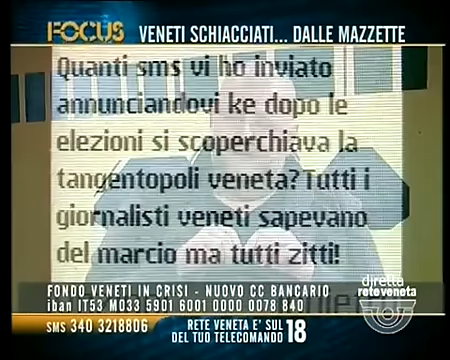 FOCUS VENETI SCHIACCIATI... DALLE MAZZETTE
Quanti sms vi ho inviato
annunciandovi ke dopo le
elezioni si scoperchiava la
tangentopoli veneta? Tutti i
giornalisti veneti sapevano
del marcio ma tutti zitti!
diretta
reteveneta
FONDO VENETI IN CRISI - NUOVO CC BANCARIO
iban IT53 M033 5901 6001 0000 0078 840
SMS 340 3218806
RETE VENETA E' SUL
DEL TUO TELECOMANDO 18